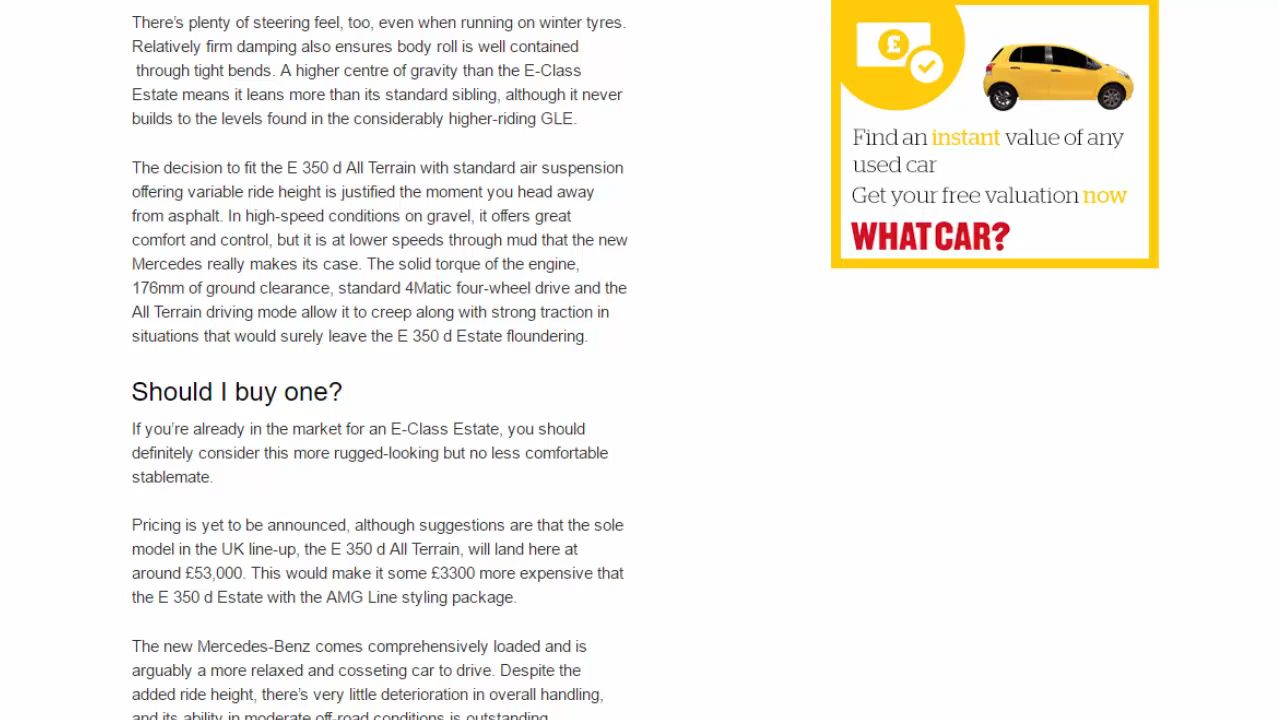 There's plenty of steering feel, too, even when running on winter tyres.
Relatively firm damping also ensures body roll is well contained
through tight bends. A higher centre of gravity than the E-Class
Estate means it leans more than its standard sibling, although it never
builds to the levels found in the considerably higher-riding GLE.
The decision to fit the E 350 d All Terrain with standard air suspension
offering variable ride height is justified the moment you head away
from asphalt. In high-speed conditions on gravel, it offers great
comfort and control, but it is at lower speeds through mud that the new
Mercedes really makes its case. The solid torque of the engine,
176mm of ground clearance, standard 4Matic four-wheel drive and the
All Terrain driving mode allow it to creep along with strong traction in
situations that would surely leave the E 350 d Estate floundering.
Should I buy one?
If you're already in the market for an E-Class Estate, you should
definitely consider this more rugged-looking but no less comfortable
stablemate.
Pricing is yet to be announced, although suggestions are that the sole
model in the UK line-up, the E 350 d All Terrain, will land here at
around £53,000. This would make it some £3300 more expensive that
the E 350 d Estate with the AMG Line styling package.
The new Mercedes-Benz comes comprehensively loaded and is
arguably a more relaxed and cosseting car to drive. Despite the
added ride height, there's very little deterioration in overall handling,
and its ability in moderate off-road conditions is outstanding.
£
Find an instant value of any
used car
Get your free valuation now
WHAT CAR?